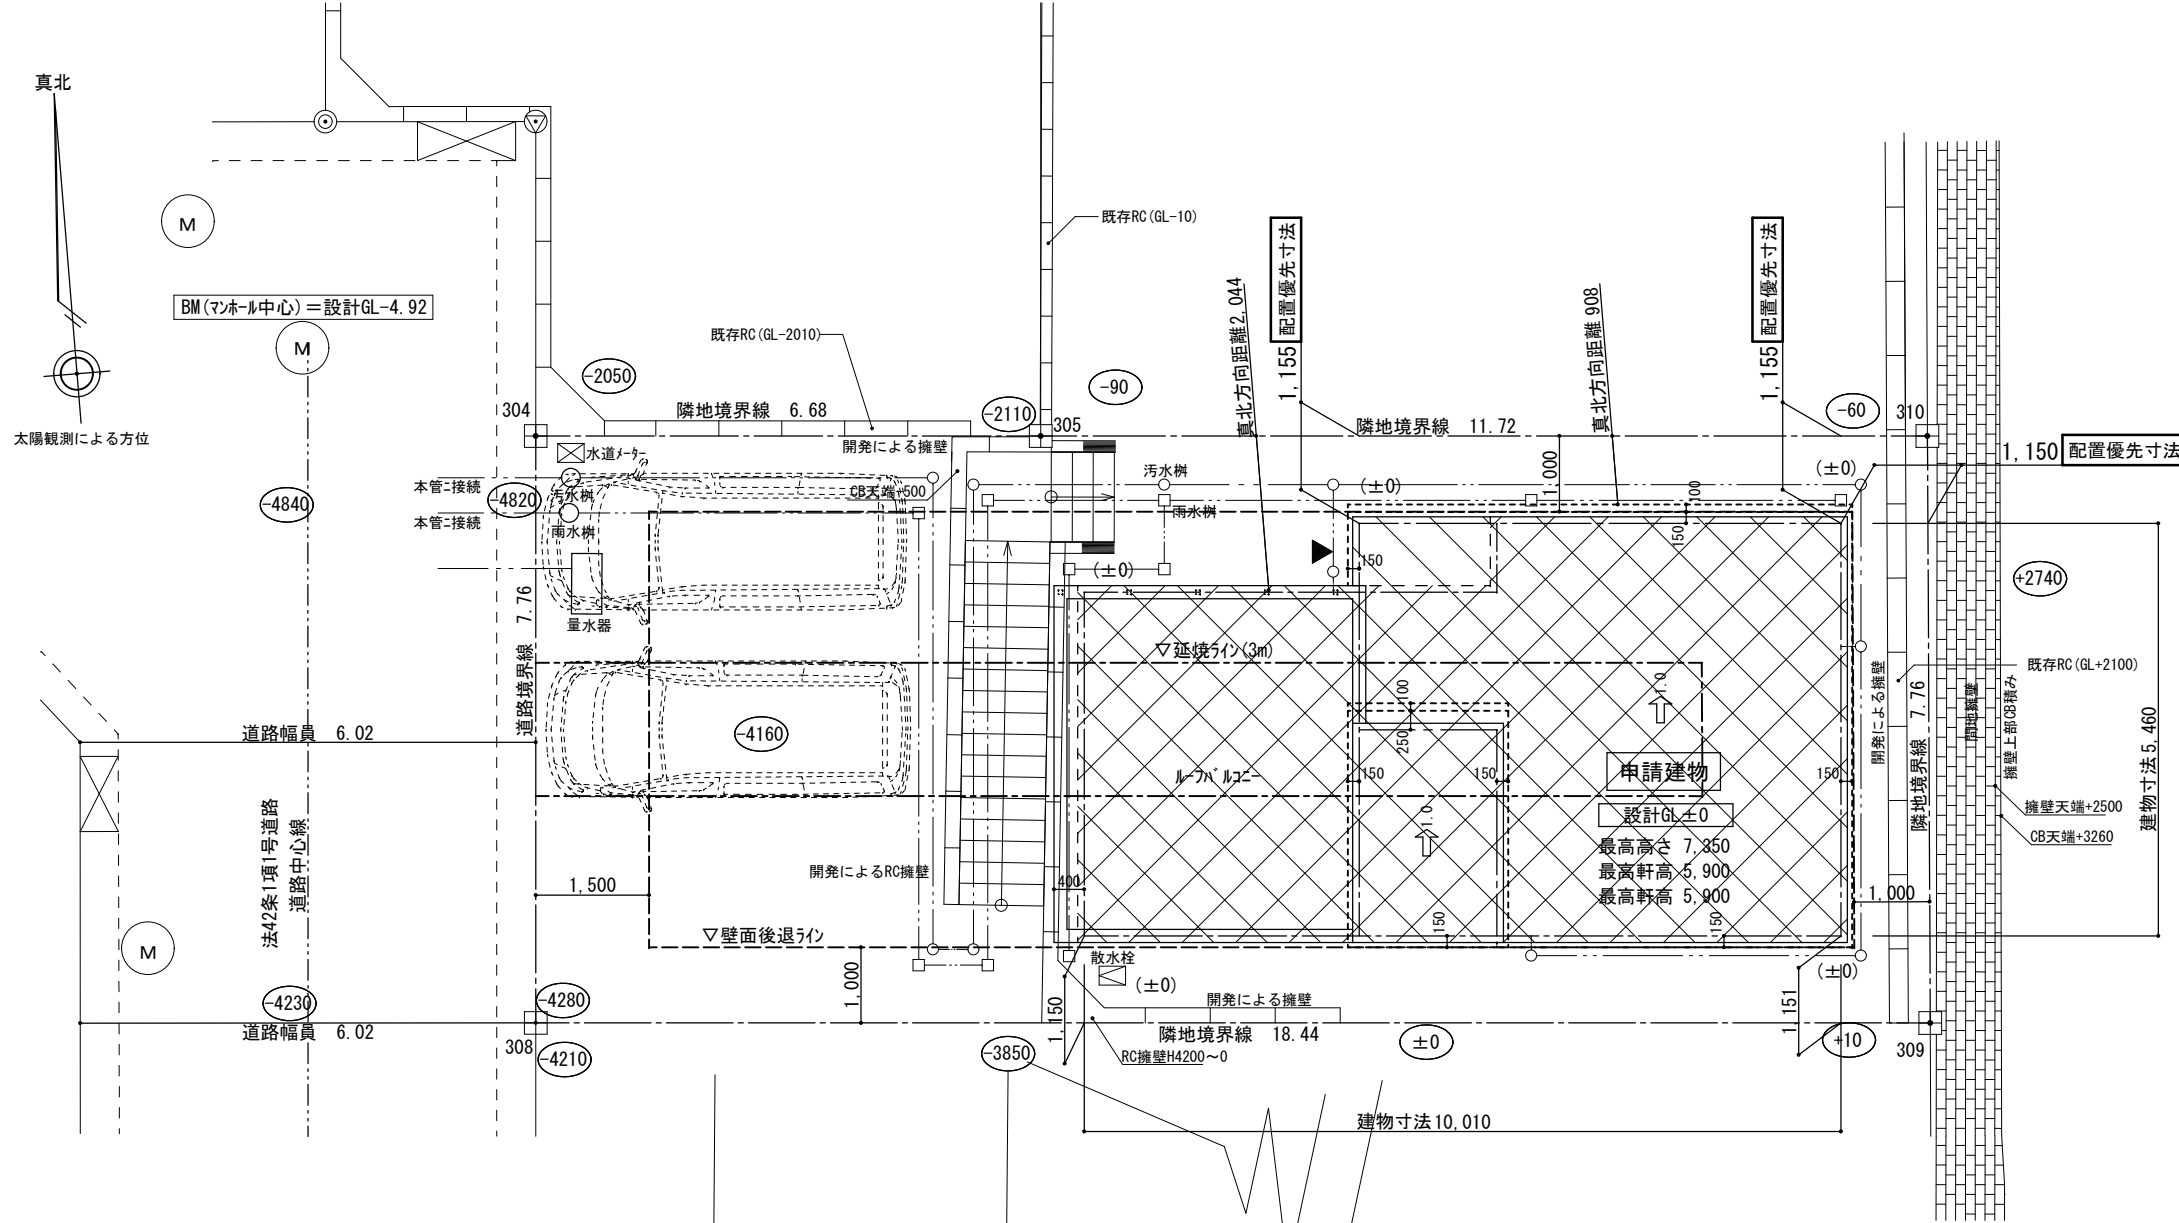 真北
太陽観測による方位
M
BM(ﾏﾝﾎｰﾙ中心)＝設計GL-4.92
M
既存RC(GL-10)
既存RC(GL-2010)
-2050
-90
-2110
304
隣地境界線 6.68
305
真北方向距離2,044
1,155 配置優先寸法
真北方向距離 908
1,155 配置優先寸法
隣地境界線 11.72
-60
310
1,150 配置優先寸法
水道ﾒｰﾀｰ
開発による擁壁
本管ﾆ接続
汚水桝
-4820
-4840
本管ﾆ接続
雨水桝
CB天端+500
汚水桝
雨水桝
(±0)
1,000
100
150
(±0)
(±0)
150
量水器
道路境界線 7.76
+2740
▽延焼ﾗｲﾝ(3m)
既存RC(GL+2100)
開発による擁壁
隣地境界線 7.76
間地擁壁
擁壁上部CB積み
道路幅員 6.02
-4160
ﾙｰﾌﾊﾞﾙｺﾆｰ
100
250
150
150
1.0
1.0
申請建物
設計GL±0
最高高さ 7,350
最高軒高 5,900
最高軒高 5,900
150
擁壁天端+2500
CB天端+3260
建物寸法5,460
法42条1項1号道路
道路中心線
1,500
開発によるRC擁壁
400
1,000
150
150
▽壁面後退ﾗｲﾝ
M
1,000
散水栓
(±0)
(±0)
-4230
-4280
道路幅員 6.02
308
-4210
1,150
開発による擁壁
隣地境界線 18.44
RC擁壁H4200～0
-3850
±0
1,151
+10
309
建物寸法10,010